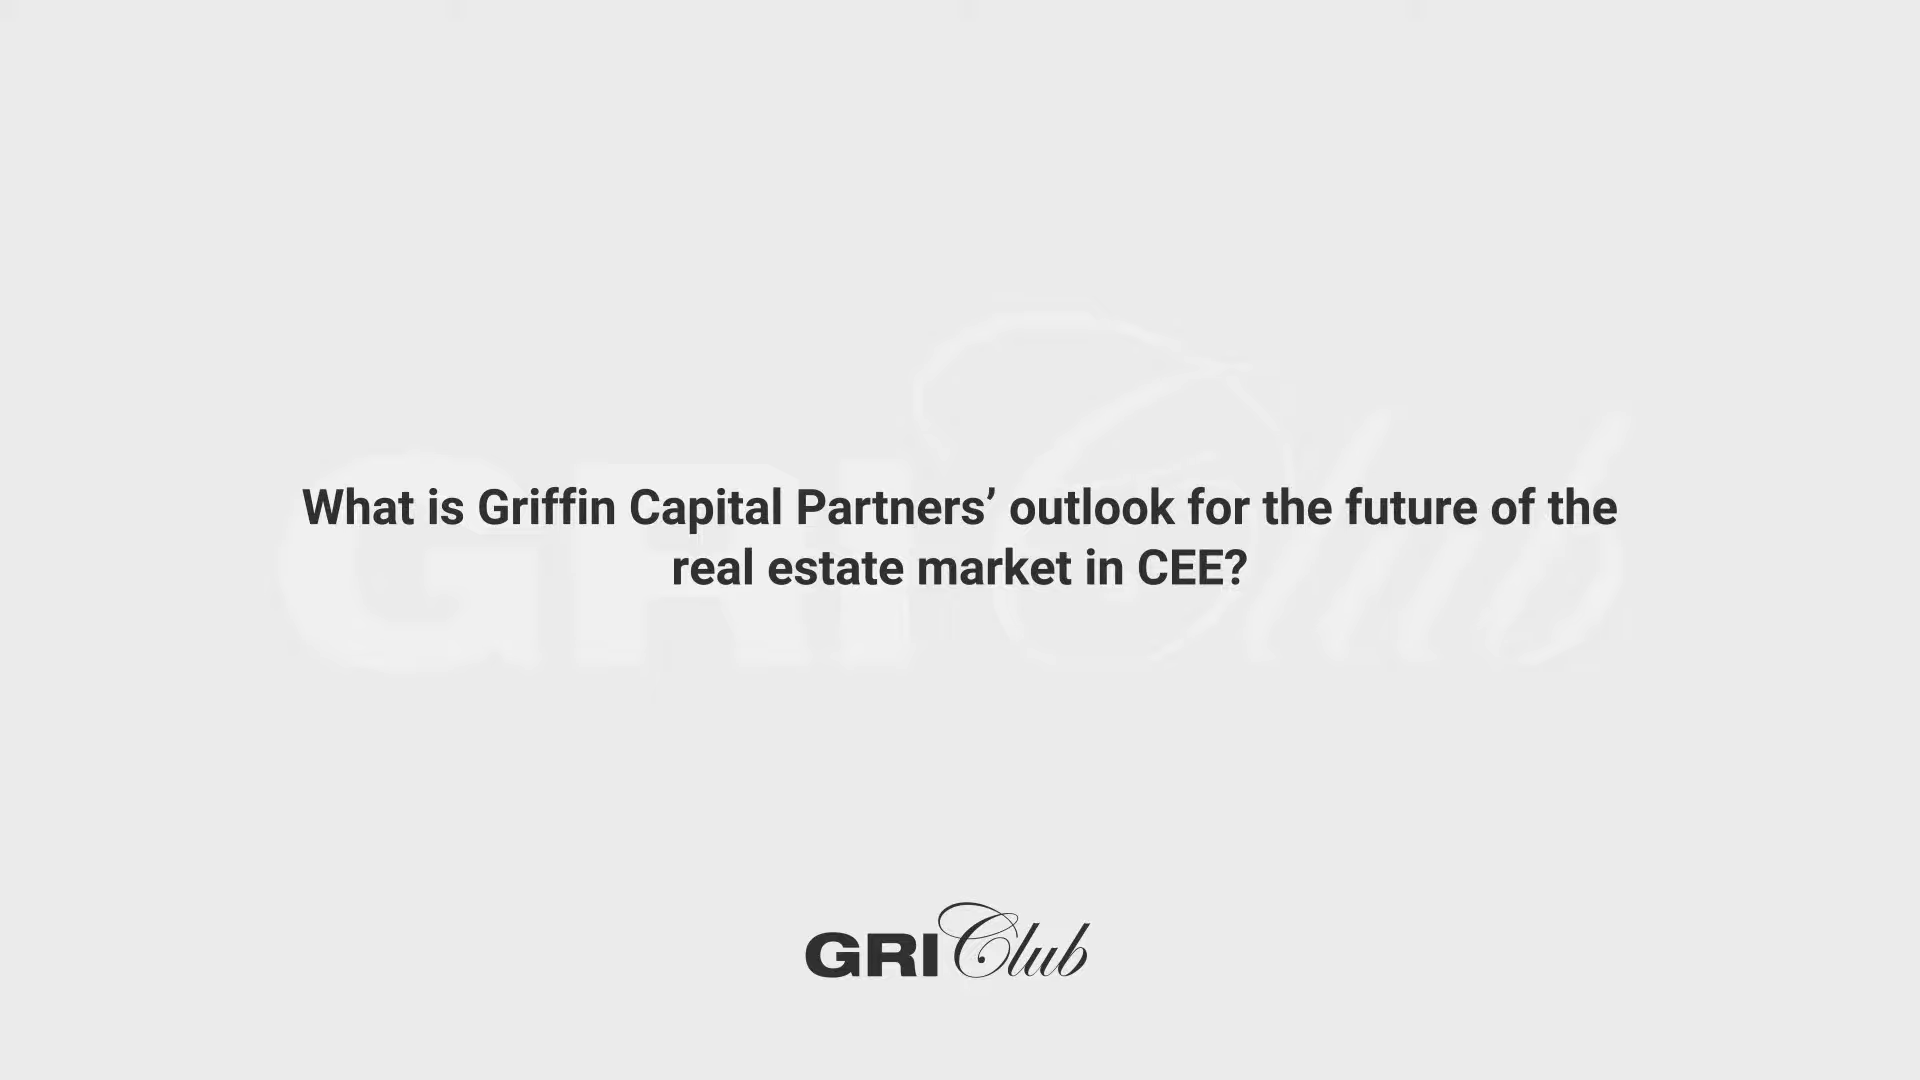 What is Griffin Capital Partners’ outlook for the future of the
real estate market in CEE?
GRI Club